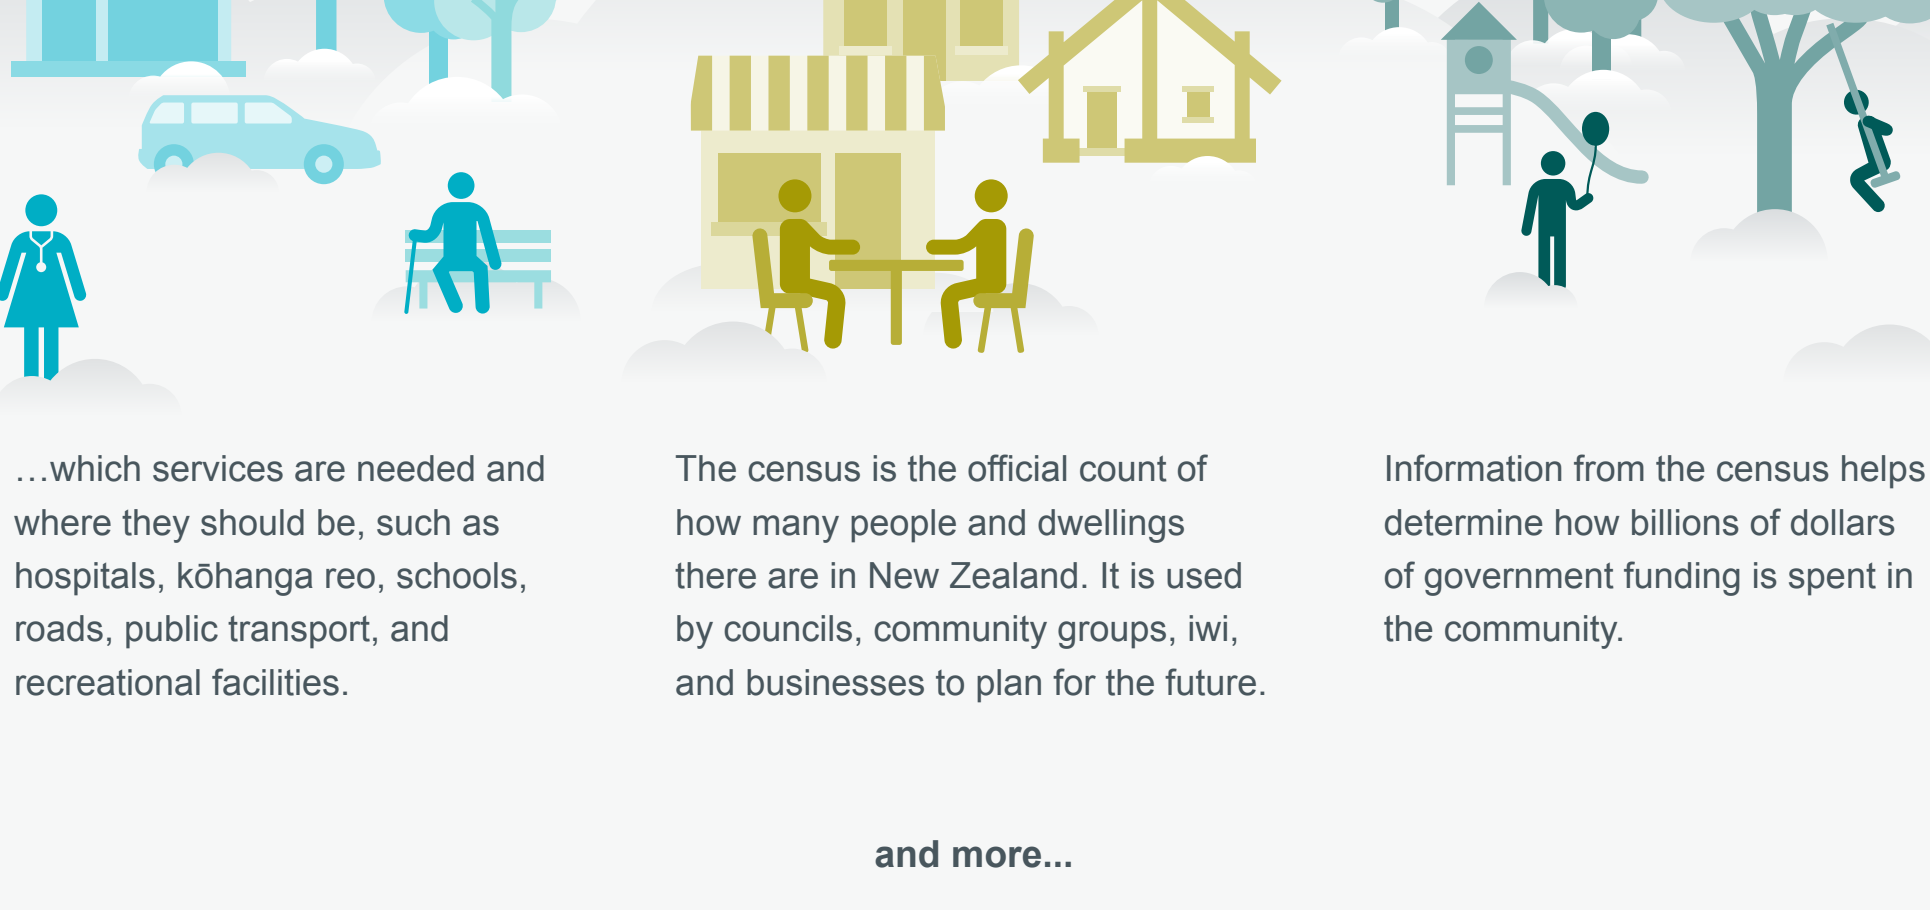 …which services are needed and
where they should be, such as
hospitals, kōhanga reo, schools,
roads, public transport, and
recreational facilities.
The census is the official count of
how many people and dwellings
there are in New Zealand. It is used
by councils, community groups, iwi,
and businesses to plan for the future.
Information from the census helps
determine how billions of dollars
of government funding is spent in
the community.
and more...